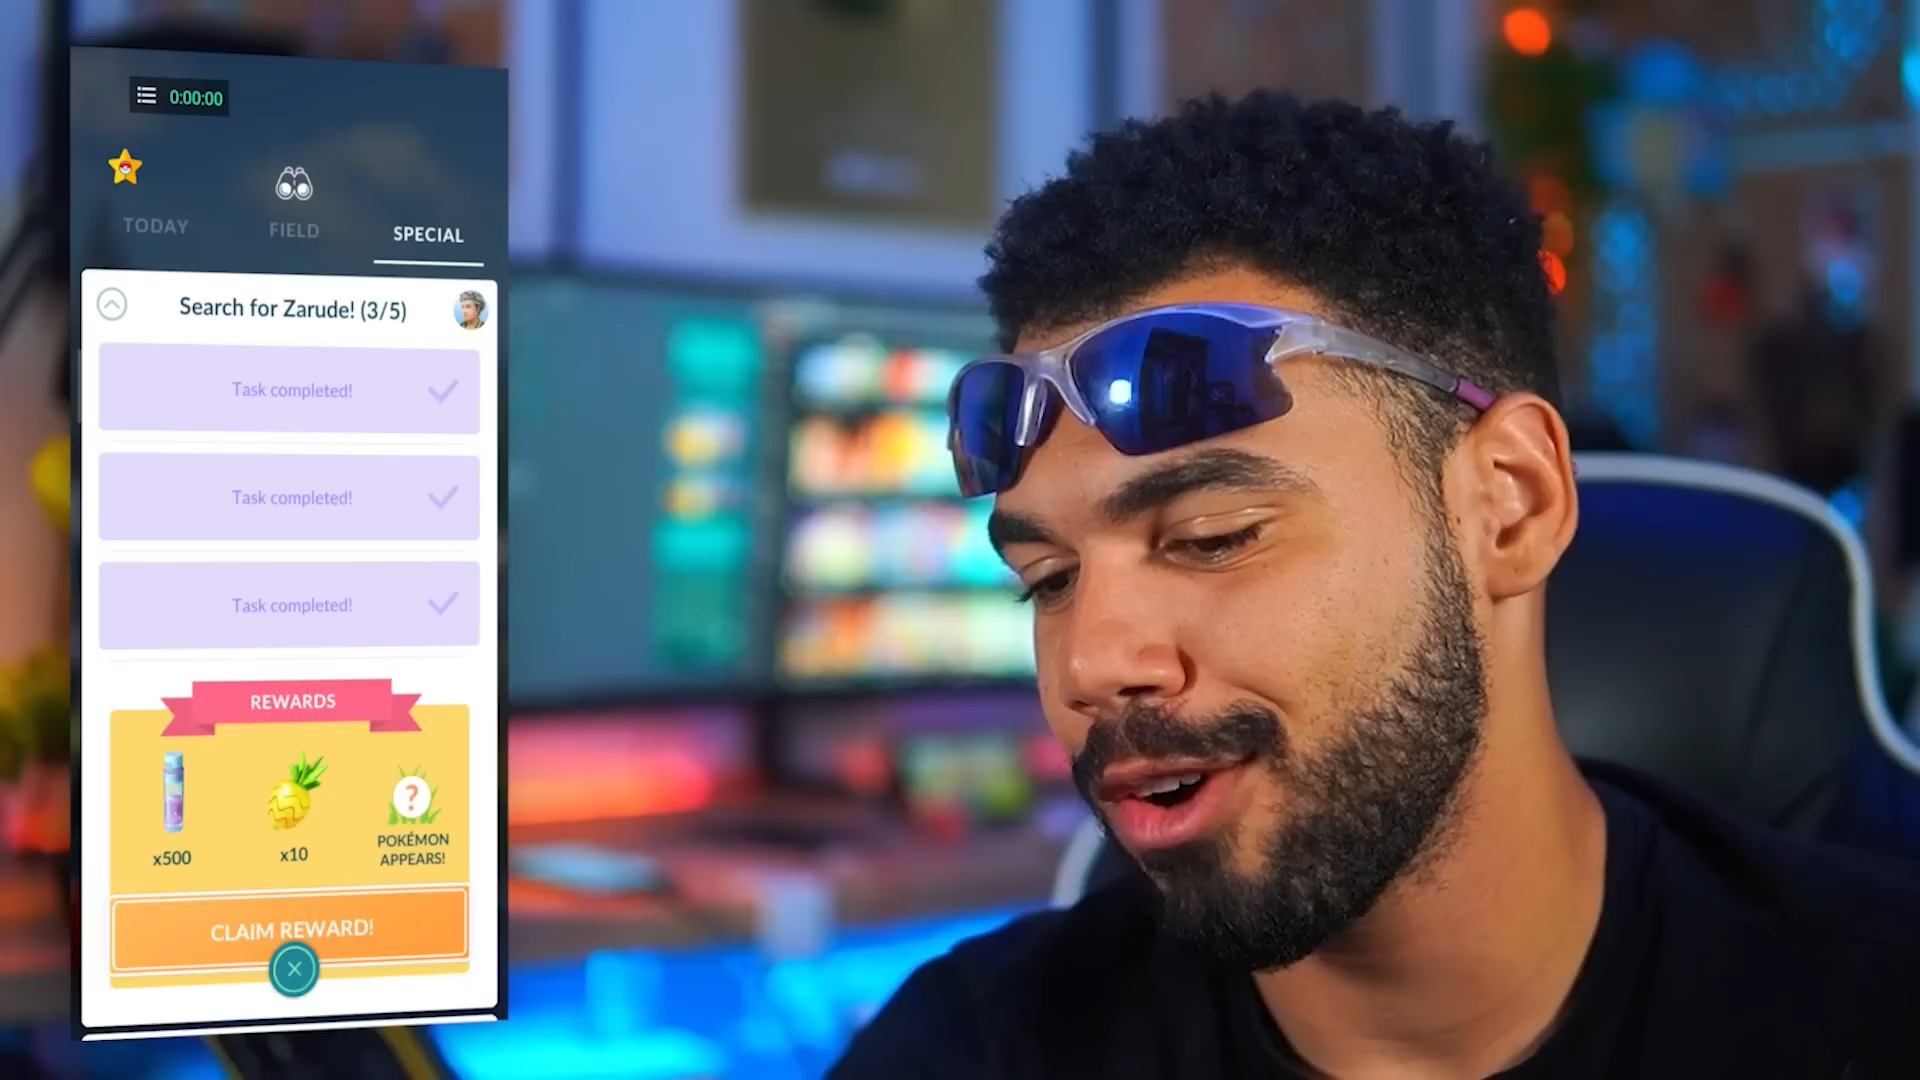 0:00:00
TODAY
FIELD
SPECIAL
Search for Zarude! (3/5)
Task completed!
Task completed!
Task completed!
REWARDS
x500
x10
?
POKÉMON
APPEARS!
CLAIM REWARD!